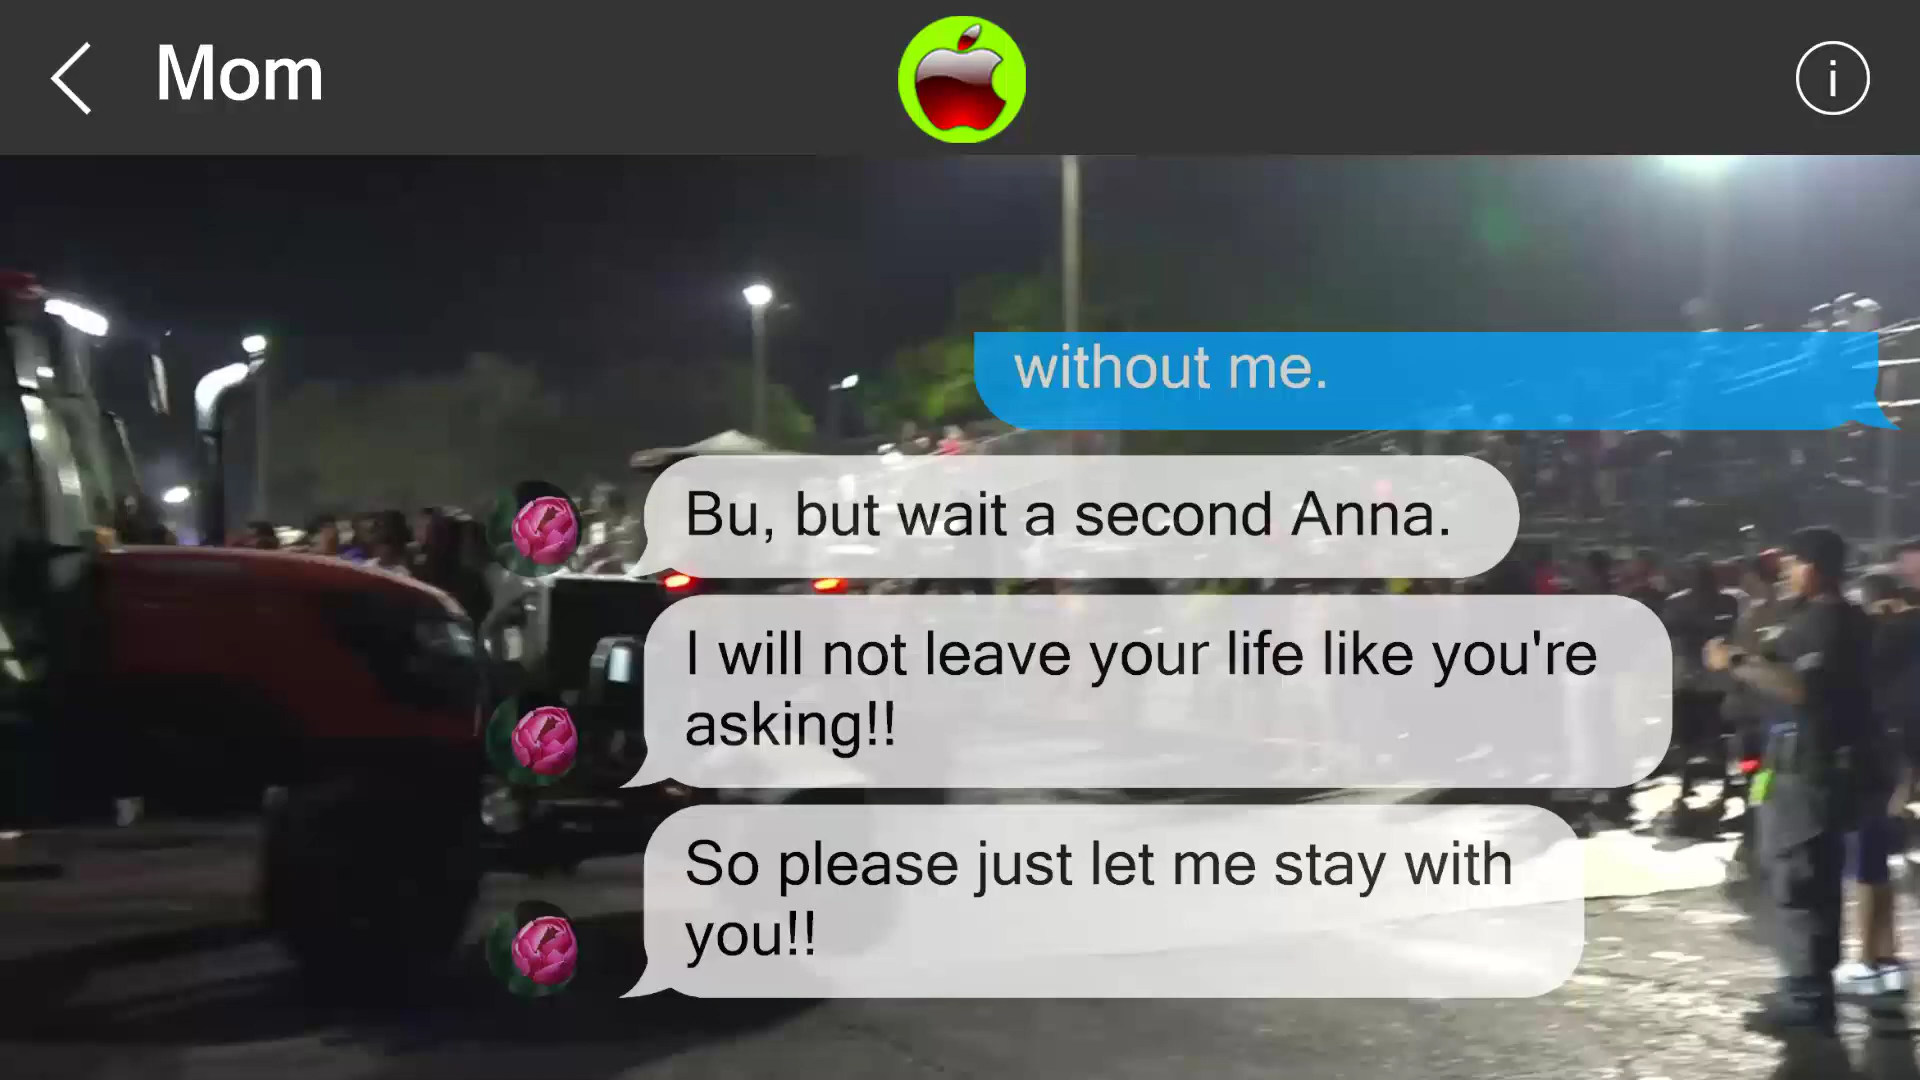 Mom
without me.
Bu, but wait a second Anna.
I will not leave your life like you're
asking!!
So please just let me stay with
you!!